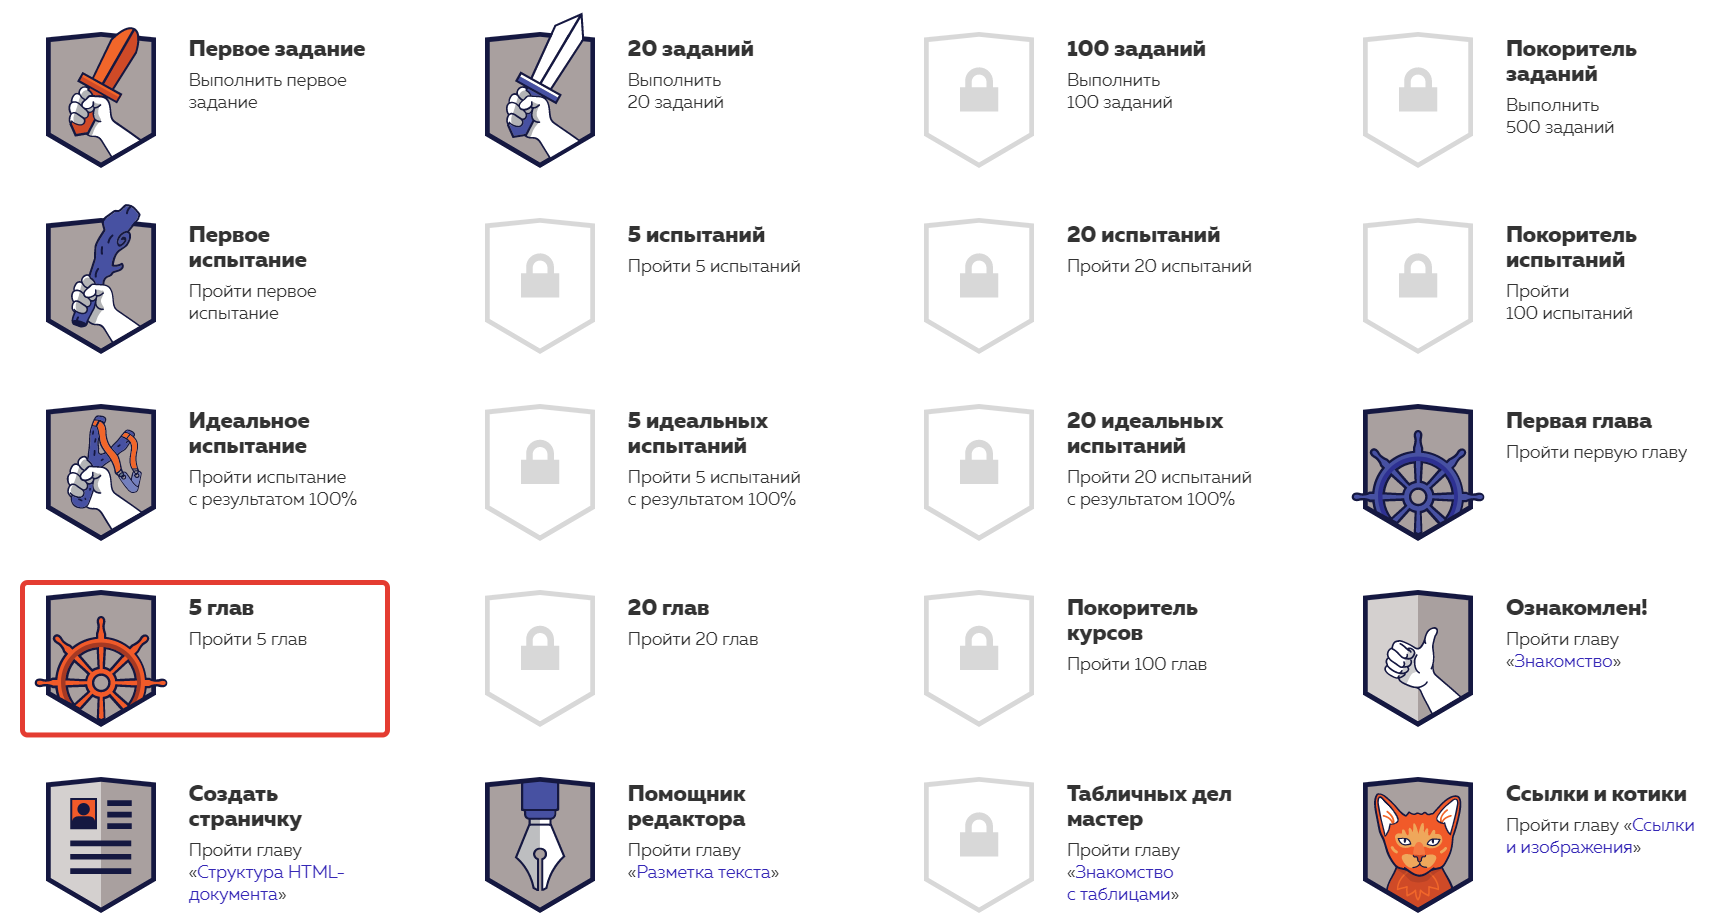 Первое задание
Выполнить первое
задание
20 заданий
Выполнить
20 заданий
100 заданий
Выполнить
100 заданий
Покоритель
заданий
Выполнить
500 заданий
Первое
испытание
Пройти первое
испытание
5 испытаний
Пройти 5 испытаний
20 испытаний
Пройти 20 испытаний
Покоритель
испытаний
Пройти
100 испытаний
Идеальное
испытание
Пройти испытание
с результатом 100%
5 идеальных
испытаний
Пройти 5 испытаний
с результатом 100%
20 идеальных
испытаний
Пройти 20 испытаний
с результатом 100%
Первая глава
Пройти первую главу
5 глав
Пройти 5 глав
20 глав
Пройти 20 глав
Покоритель
курсов
Пройти 100 глав
Ознакомлен!
Пройти главу
«Знакомство»
Создать
страничку
Пройти главу
«Структура HTML-
документа»
Помощник
редактора
Пройти главу
«Разметка текста»
Табличных дел
мастер
Пройти главу
«Знакомство
с таблицами»
Ссылки и котики
Пройти главу «Ссылки
и изображения»